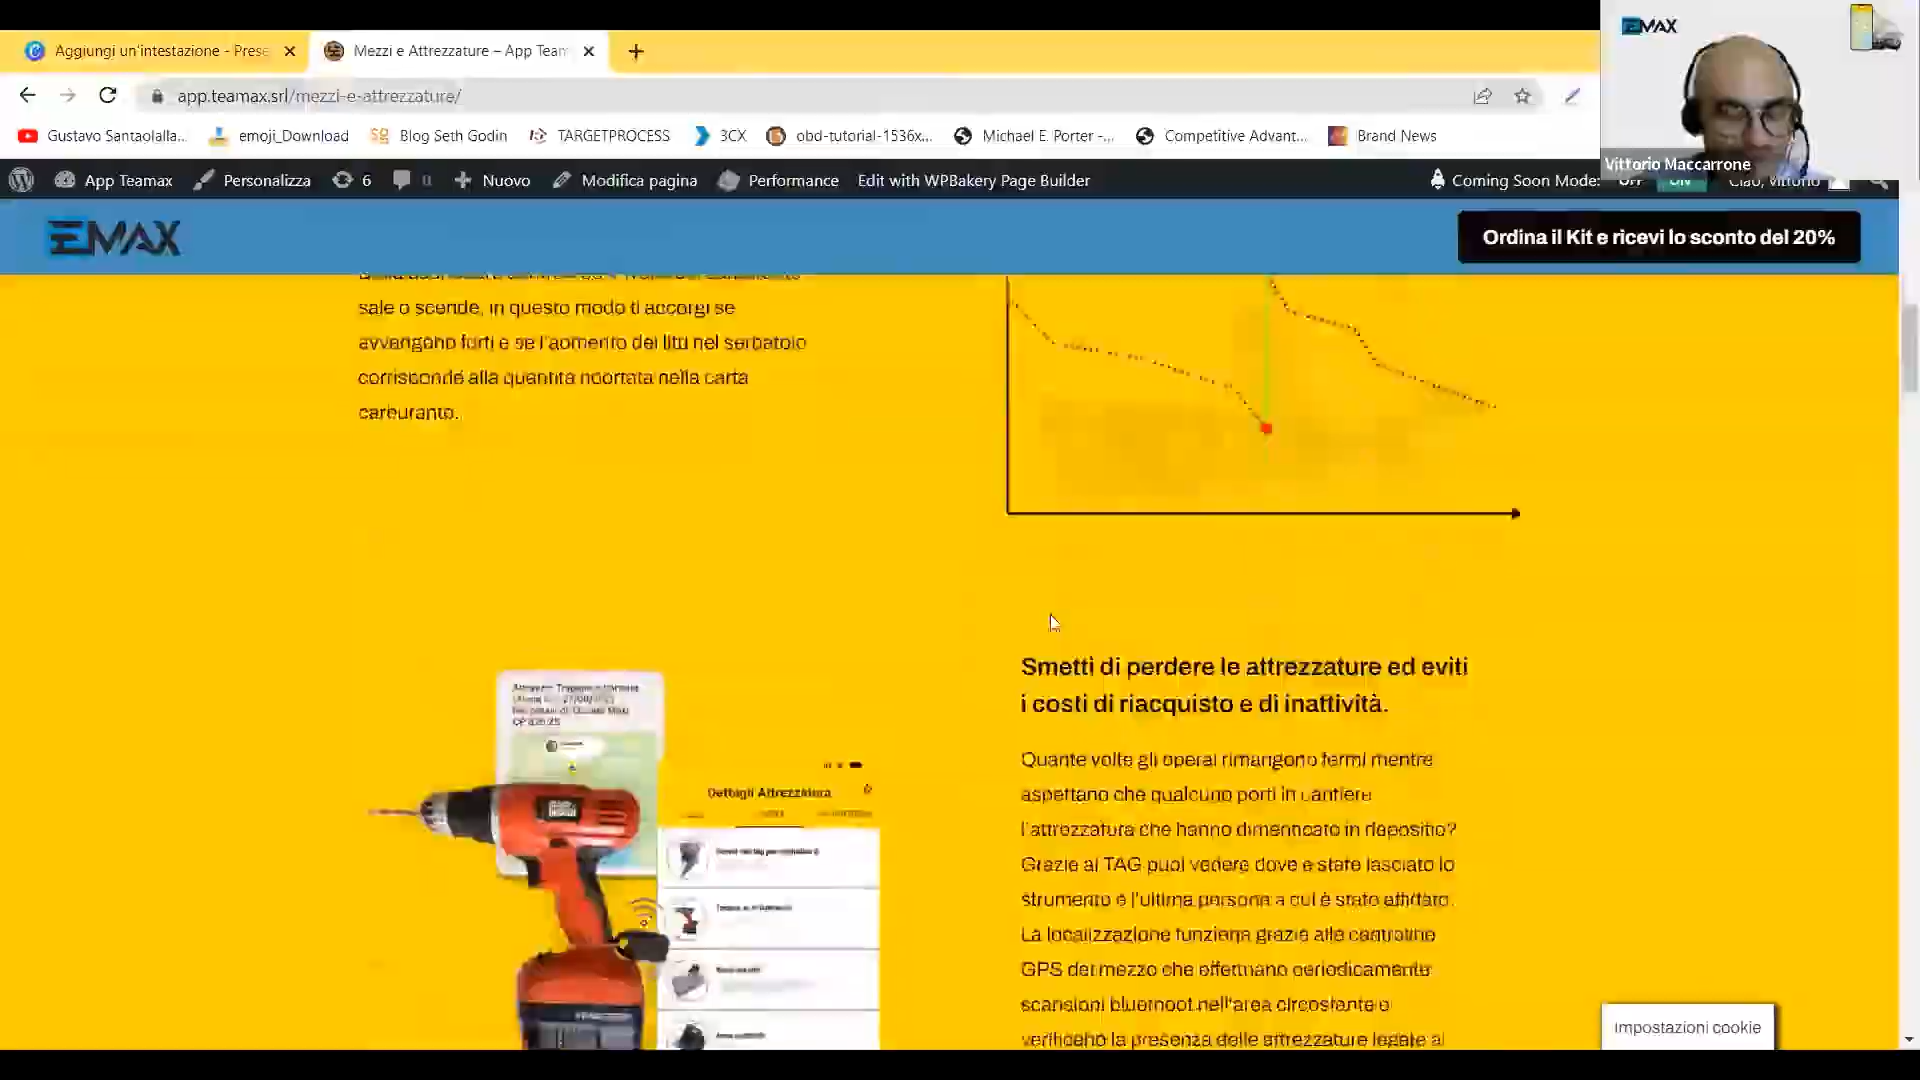 Aggiungi un'intestazione - Prese
Mezzi e Attrezzature – App Team
app.teamax.srl/mezzi-e-attrezzature/
Gustavo Santaolalla...
emoji_Download
Blog Seth Godin
TARGETPROCESS
3CX
obd-tutorial-1536x...
Michael E. Porter -...
Competitive Advant...
Brand News
EMAX
Vittorio Maccarrone
App Teamax
Personalizza
6
0
Nuovo
Modifica pagina
Performance
Edit with WPBakery Page Builder
Coming Soon Mode:
OFF
ON
Ciao, Vittorio
EMAX
Ordina il Kit e ricevi lo sconto del 20%
sale o scende, in questo modo ti accorgi se
avvengono furti e se l'aumento dei litri nel serbatoio
corrisponde alla quantità riportata nella carta
carburante.
Smetti di perdere le attrezzature ed eviti
i costi di riacquisto e di inattività.
Quante volte gli operai rimangono fermi mentre
aspettano che qualcuno porti in cantiere
l'attrezzatura che hanno dimenticato in deposito?
Grazie ai TAG puoi vedere dove è stato lasciato lo
strumento e l'ultima persona a cui è stato affidato.
La localizzazione funziona grazie alle centraline
GPS del mezzo che effettuano periodicamente
scansioni bluetooth nell'area circostante e
verificano la presenza delle attrezzature legate al
Dettagli Attrezzatura
Impostazioni cookie